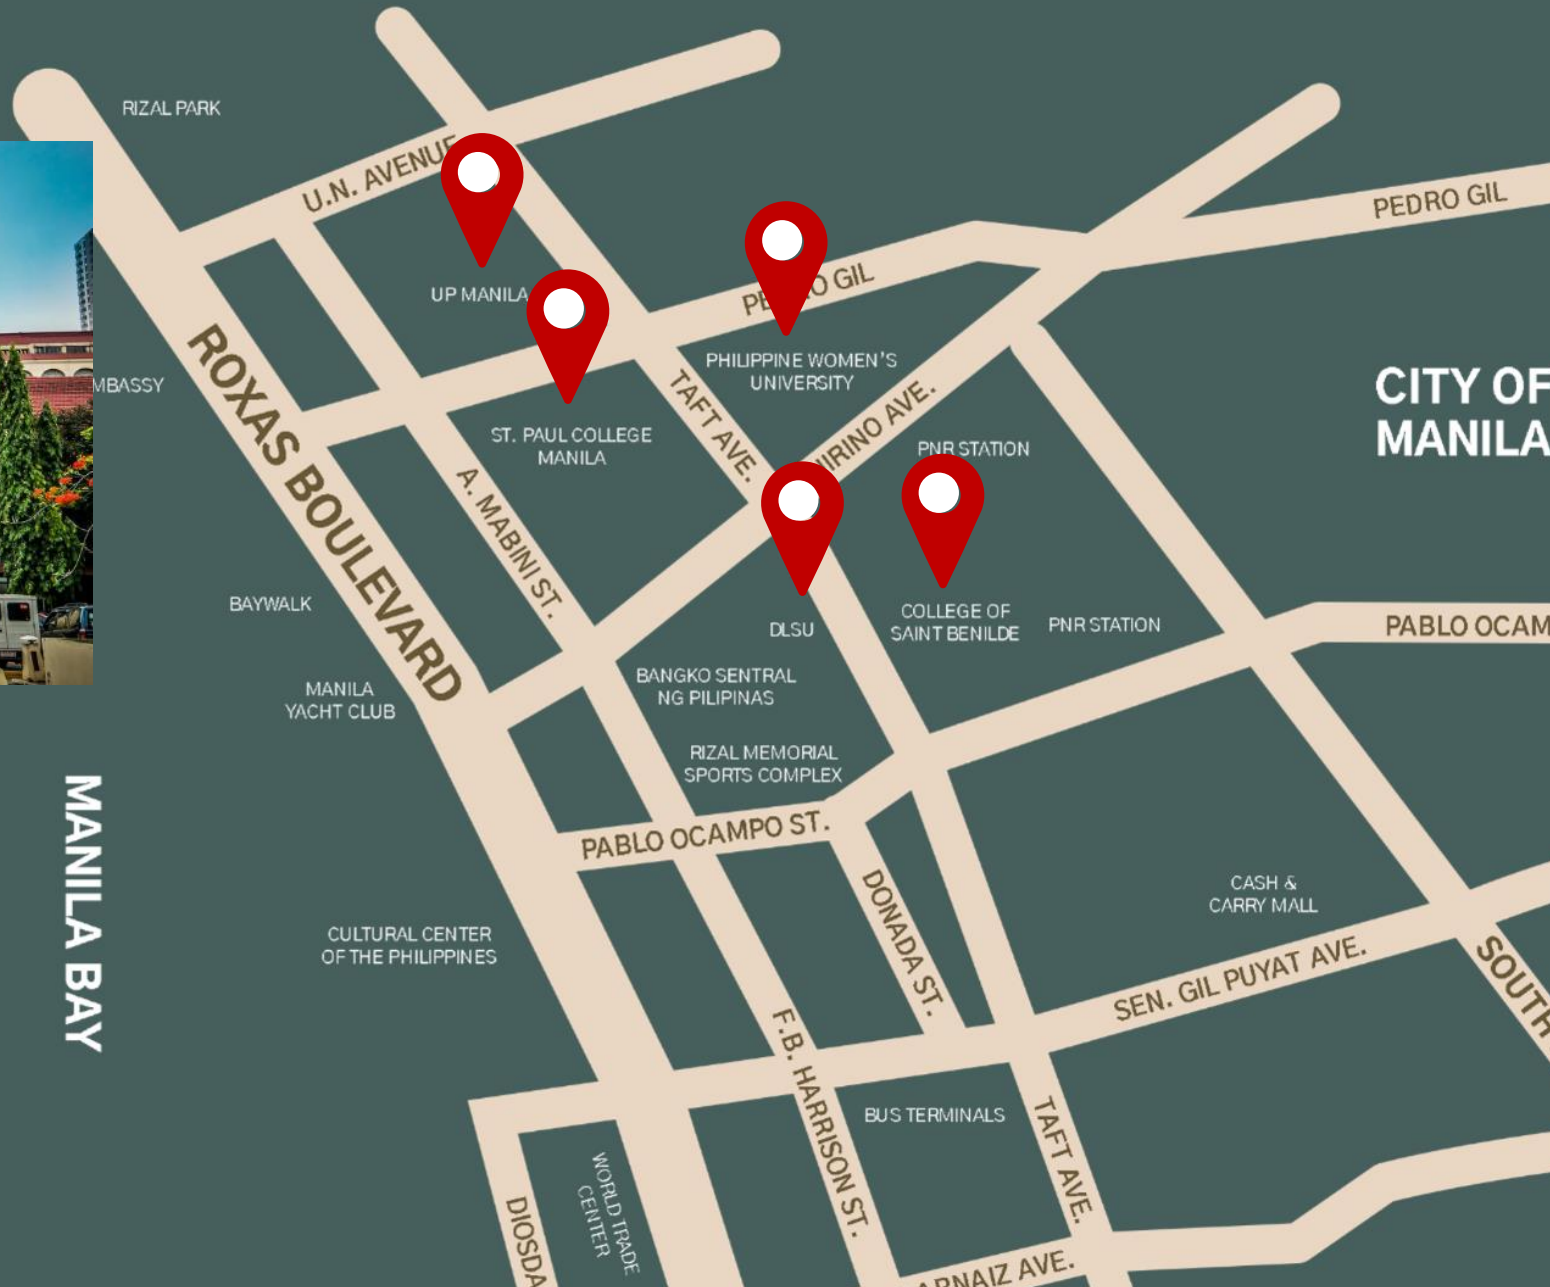 RIZAL PARK
U.N. AVENUE
PEDRO GIL
UP MANILA
GIL
PHILIPPINE WOMEN'S
UNIVERSITY
CITY OF
MANILA
ROXAS BOULEVARD
TAFT AVE.
AVE.
ST. PAUL COLLEGE
MANILA
PNR STATION
A. MABINI ST.
BAYWALK
COLLEGE OF
SAINT BENILDE
PNR STATION
DLSU
PABLO
MANILA
YACHT CLUB
BANGKO SENTRAL
NG PILIPINAS
RIZAL MEMORIAL
SPORTS COMPLEX
MANILA BAY
PABLO OCAMPO ST.
DONADA ST.
CASH &
CARRY MALL
CULTURAL CENTER
OF THE PHILIPPINES
SEN. GIL PUYAT AVE.
SOUTH
F.B. HARRISON ST.
BUS TERMINALS
TAFT AVE.
WORLD TRADE
CENTER
AVE.